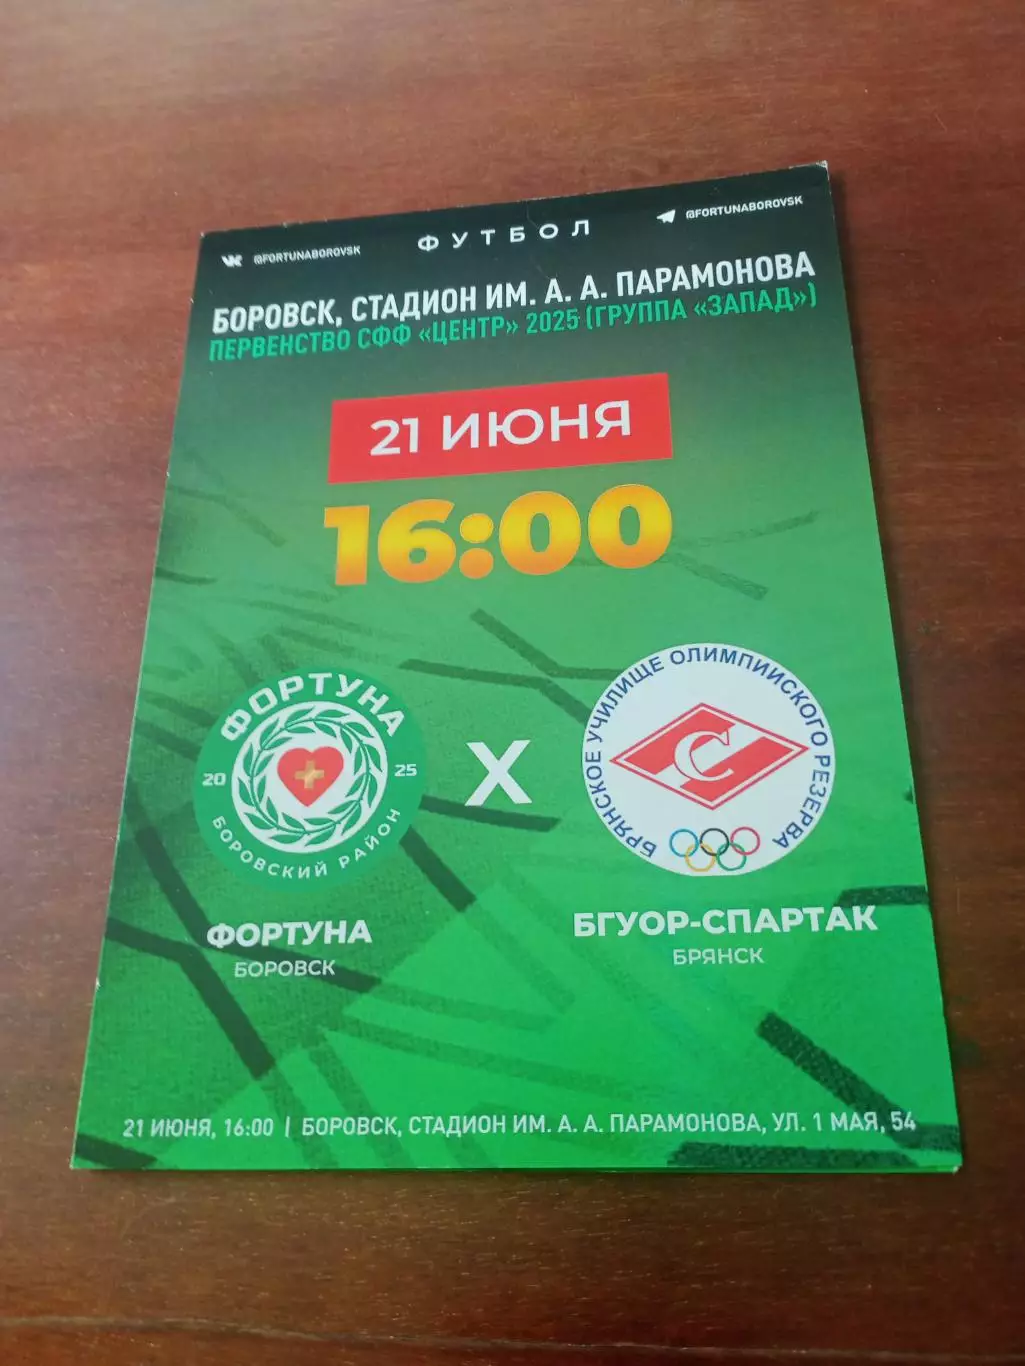 @FORTUNABOROVSK
ФУТБОЛ
@FORTUNABOROVSK
БОРОВСК, СТАДИОН ИМ. А. А. ПАРАМОНОВА
ПЕРВЕНСТВО СФФ «ЦЕНТР» 2025 (ГРУППА «ЗАПАД»)
21 ИЮНЯ
16:00
ФОРТУНА
20 25
БОРОВСКИЙ РАЙОН
X
БРЯНСКОЕ УЧИЛИЩЕ ОЛИМПИЙСКОГО РЕЗЕРВА
С
ФОРТУНА
БОРОВСК
БГУОР-СПАРТАК
БРЯНСК
21 ИЮНЯ, 16:00 | БОРОВСК, СТАДИОН ИМ. А. А. ПАРАМОНОВА, УЛ. 1 МАЯ, 54